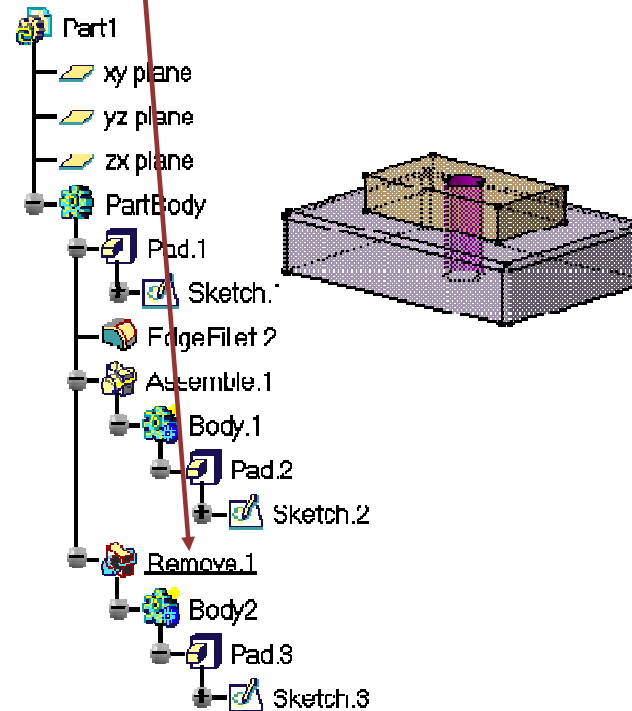 Part1
xy plane
yz plane
zx plane
PartBody
Pad.1
Sketch.1
EdgeFillet 2
Assemble.1
Body.1
Pad.2
Sketch.2
Remove.1
Body2
Pad.3
Sketch.3